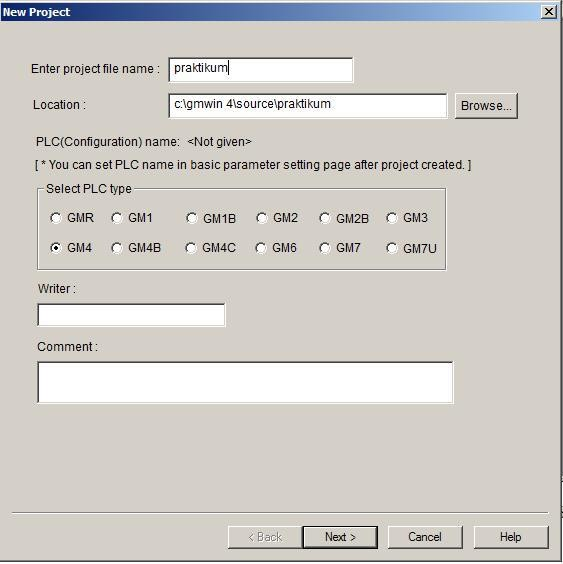 New Project
Enter project file name : praktikum
Location : c:\gmwin 4\source\praktikum Browse...
PLC(Configuration) name: <Not given>
[ * You can set PLC name in basic parameter setting page after project created. ]
Select PLC type
GMR GM1 GM1B GM2 GM2B GM3
GM4 GM4B GM4C GM6 GM7 GM7U
Writer :
Comment :
< Back Next > Cancel Help